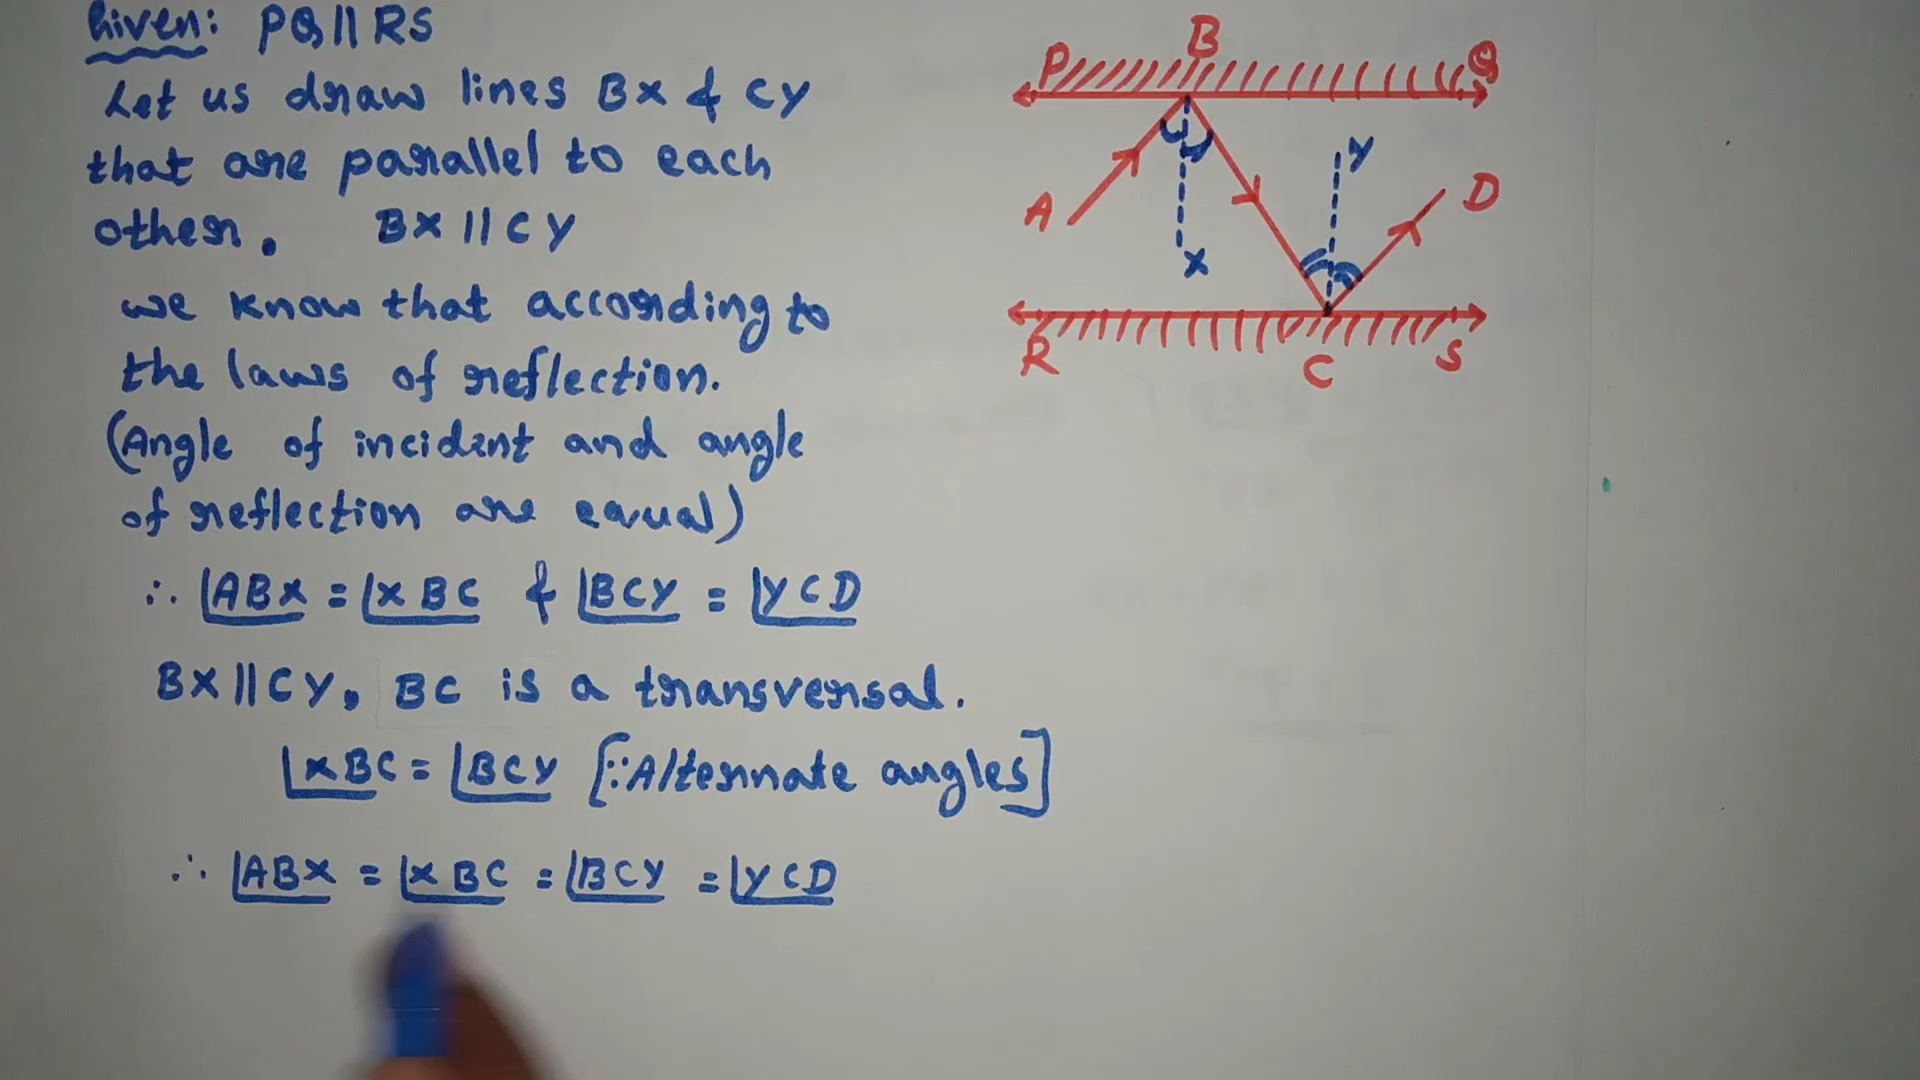 Given: PQ || RS
Let us draw lines BX & CY
that are parallel to each
other. BX || CY
we know that according to
the laws of reflection.
(Angle of incident and angle
of reflection are equal)
∴ ∠ABX = ∠XBC & ∠BCY = ∠YCD
BX || CY, BC is a transversal.
∠XBC = ∠BCY [∵ Alternate angles]
∴ ∠ABX = ∠XBC = ∠BCY = ∠YCD
P B Q
A X Y D
R C S